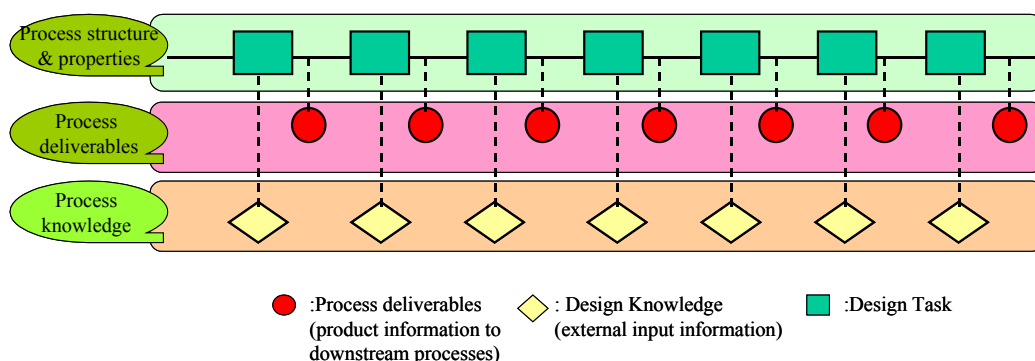 Process structure
& properties
Process
deliverables
Process
knowledge
:Process deliverables
(product information to
downstream processes)
: Design Knowledge
(external input information)
:Design Task